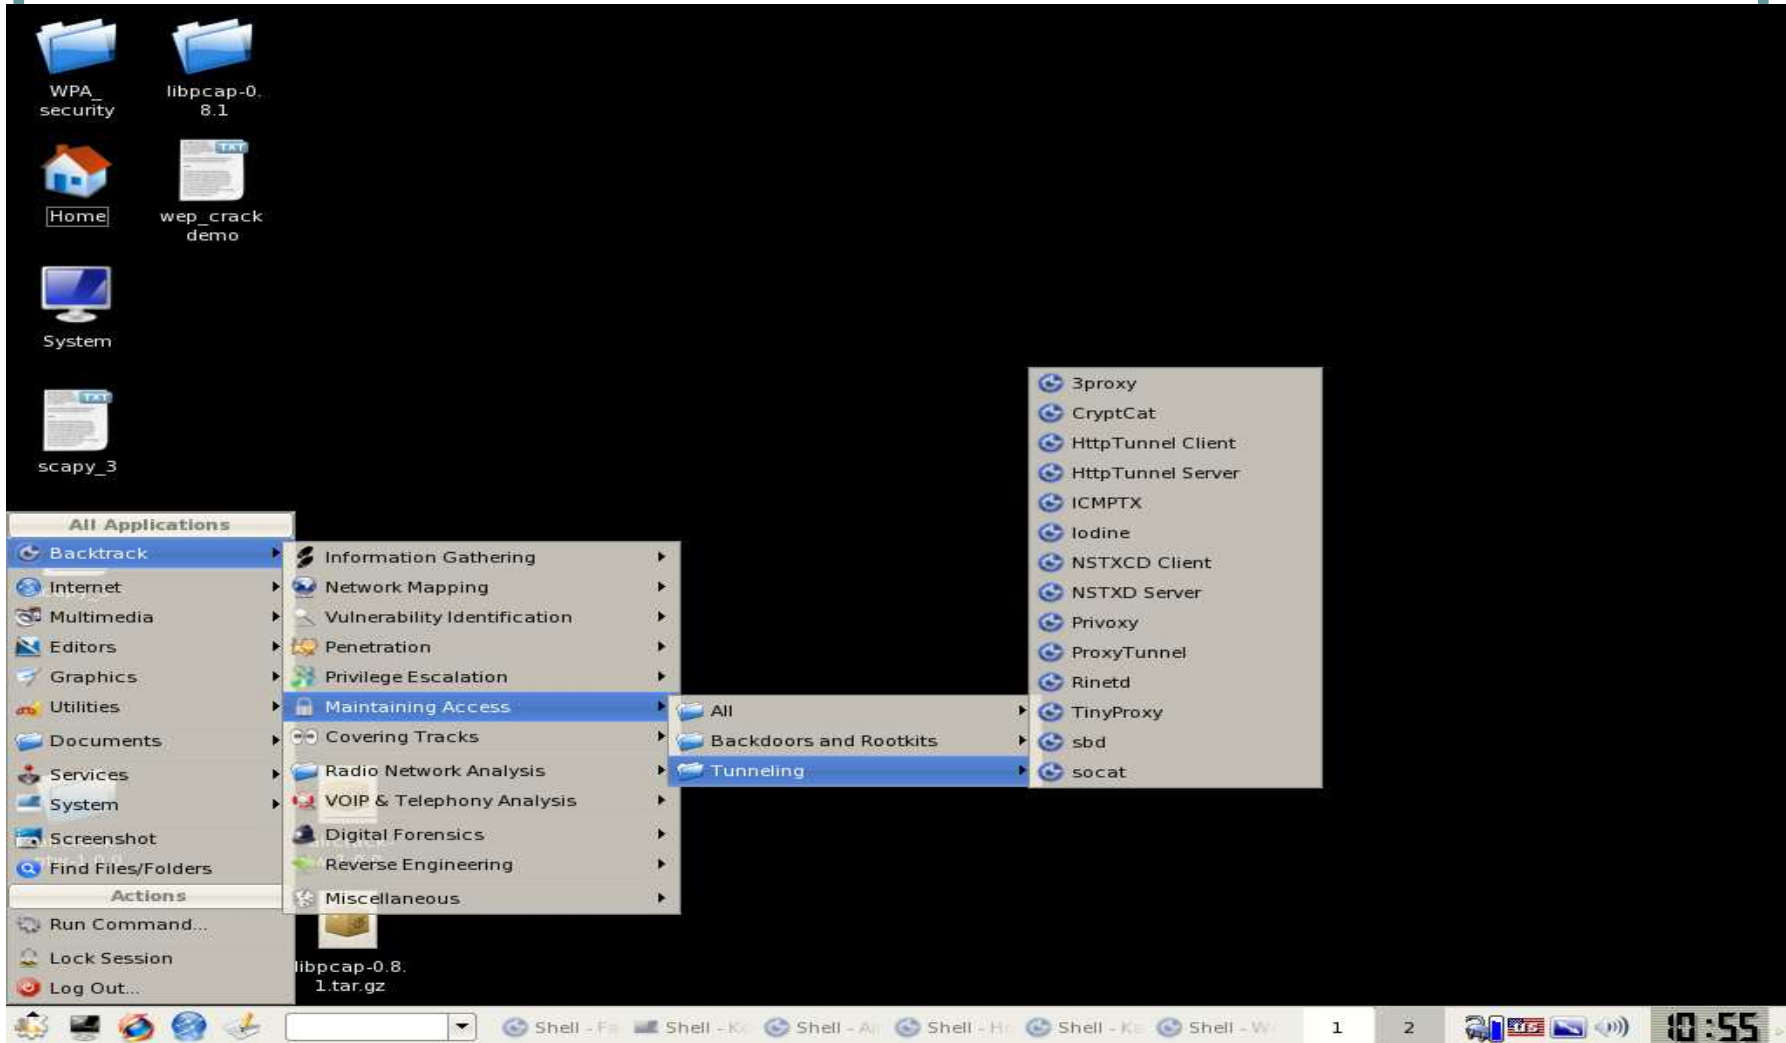 WPA_
security
libpcap-0.
8.1
TXT
Home
wep_crack
demo
System
TXT
scapy_3
All Applications
Backtrack
Internet
Multimedia
Editors
Graphics
Utilities
Documents
Services
System
Screenshot
Find Files/Folders
Actions
Run Command...
Lock Session
Log Out...
Information Gathering
Network Mapping
Vulnerability Identification
Penetration
Privilege Escalation
Maintaining Access
Covering Tracks
Radio Network Analysis
VOIP & Telephony Analysis
Digital Forensics
Reverse Engineering
Miscellaneous
All
Backdoors and Rootkits
Tunneling
3proxy
CryptCat
HttpTunnel Client
HttpTunnel Server
ICMPTX
Iodine
NSTXCD Client
NSTXD Server
Privoxy
ProxyTunnel
Rinetd
TinyProxy
sbd
socat
libpcap-0.8.
1.tar.gz
Shell - Fa
Shell - Ko
Shell - A
Shell - H
Shell - K
Shell - W
1
2
us
10:55